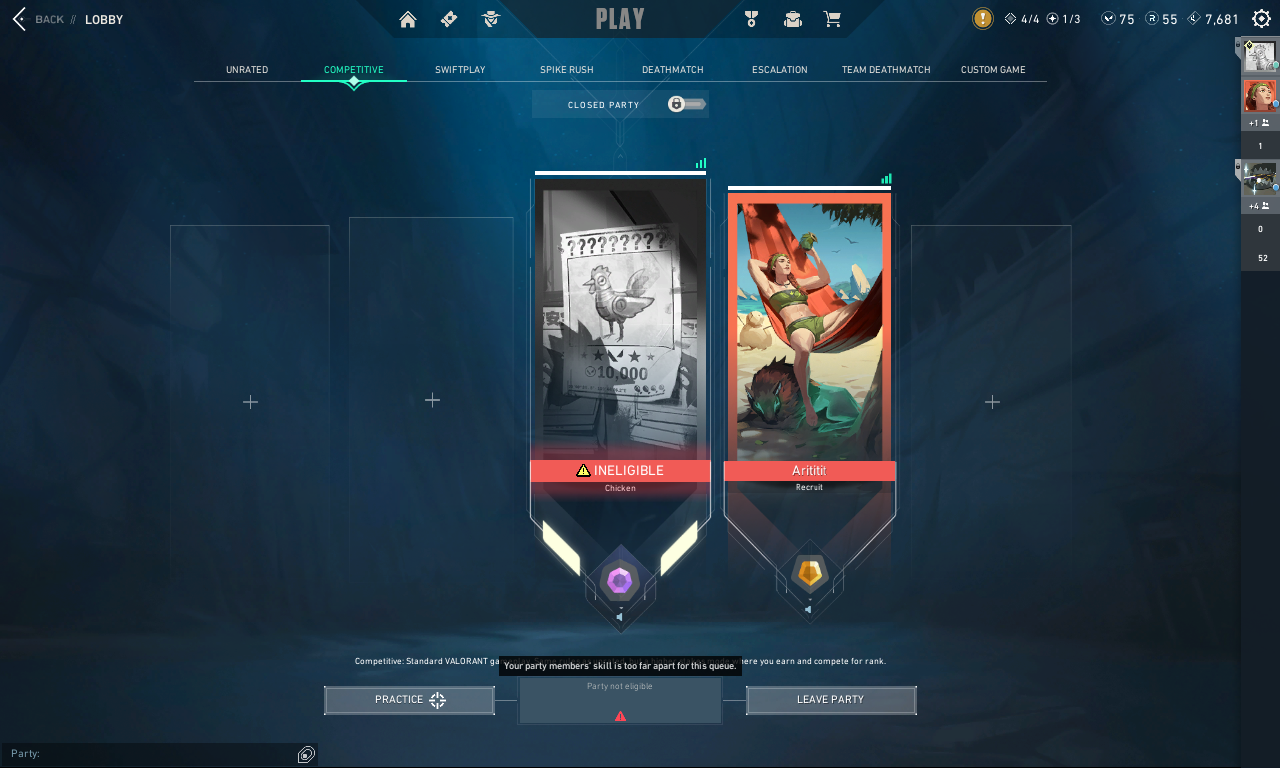 BACK // LOBBY
PLAY
4/4 1/3 75 55 7,681
UNRATED COMPETITIVE SWIFTPLAY SPIKE RUSH DEATHMATCH ESCALATION TEAM DEATHMATCH CUSTOM GAME
CLOSED PARTY
+1
1
+4
0
52
?????????
10,000
INELIGIBLE
Chicken
Arititit
Recruit
Competitive: Standard VALORANT where you earn and compete for rank.
Your party members' skill is too far apart for this queue.
PRACTICE
Party not eligible
LEAVE PARTY
Party: